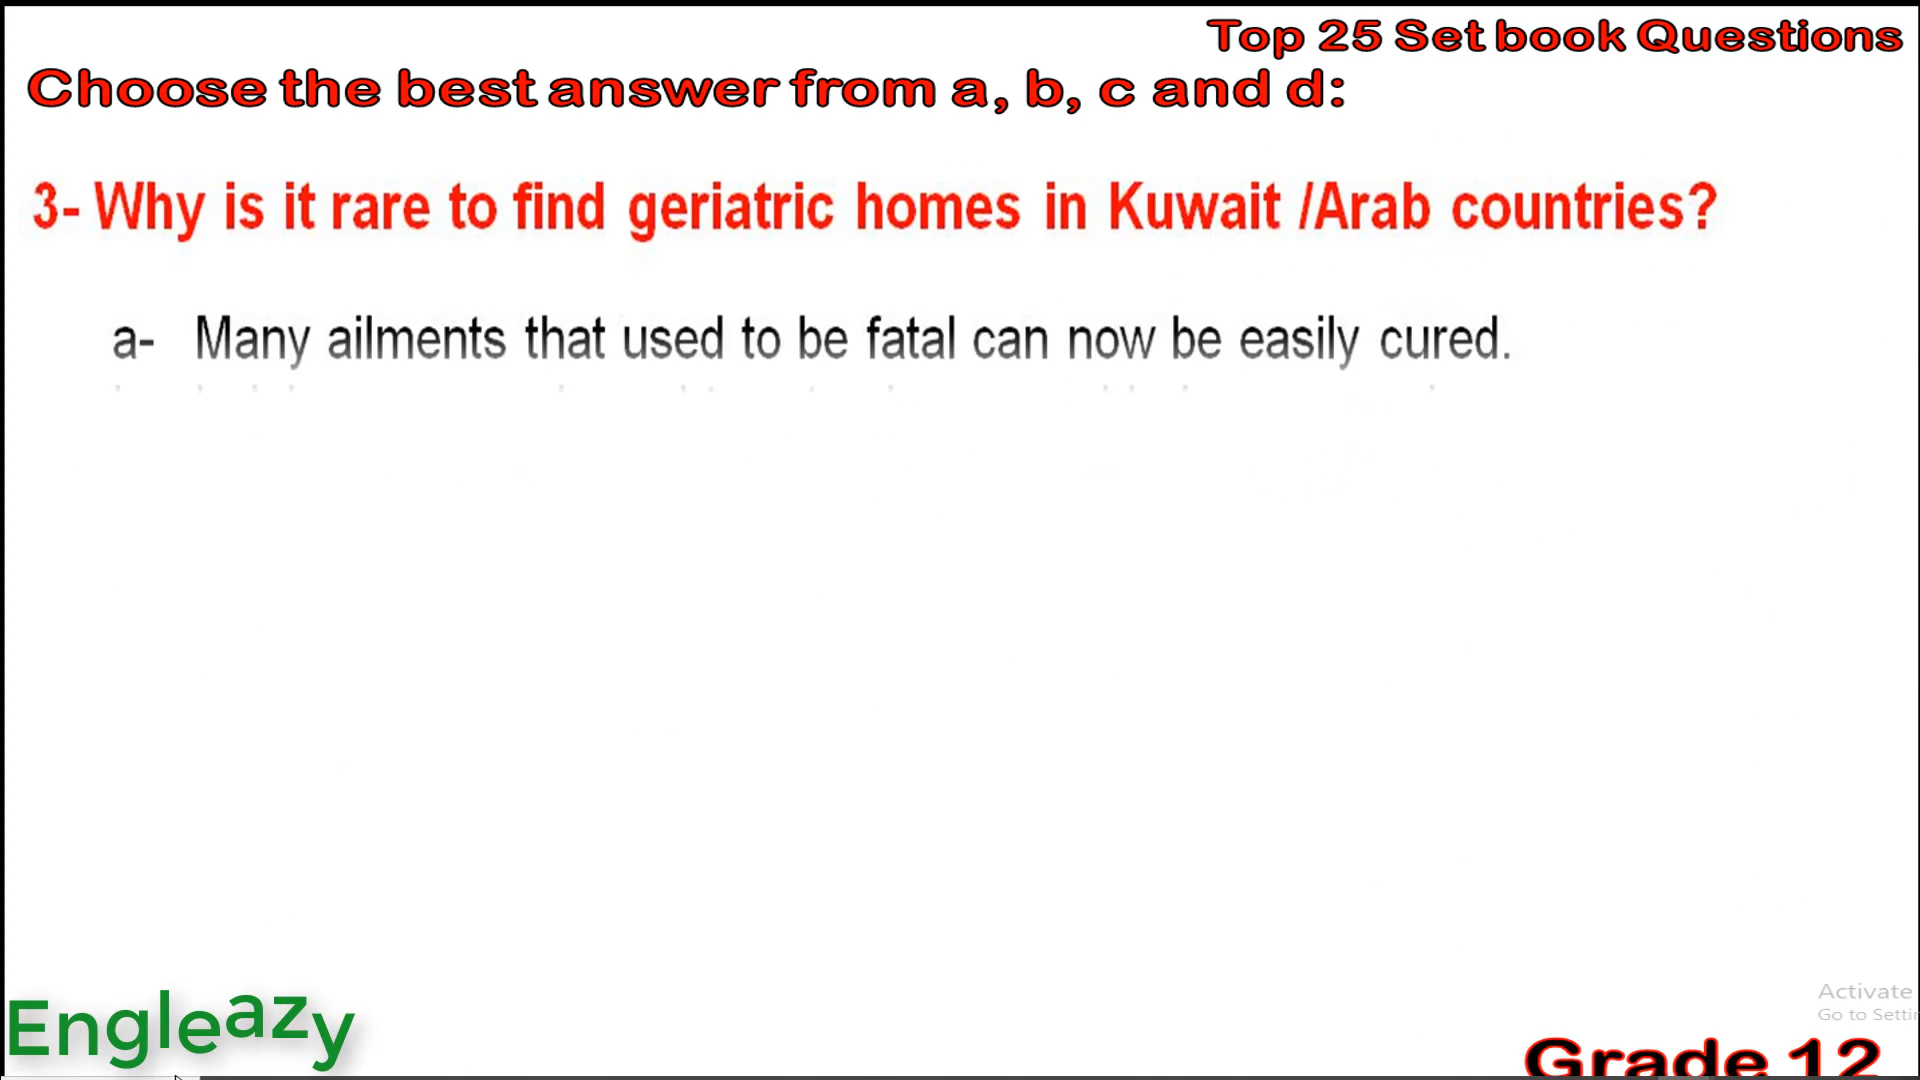 Top 25 Set book Questions
Choose the best answer from a, b, c and d:
3- Why is it rare to find geriatric homes in Kuwait /Arab countries?
a- Many ailments that used to be fatal can now be easily cured.
Activate
Go to Settin
Engleazy
Grade 12